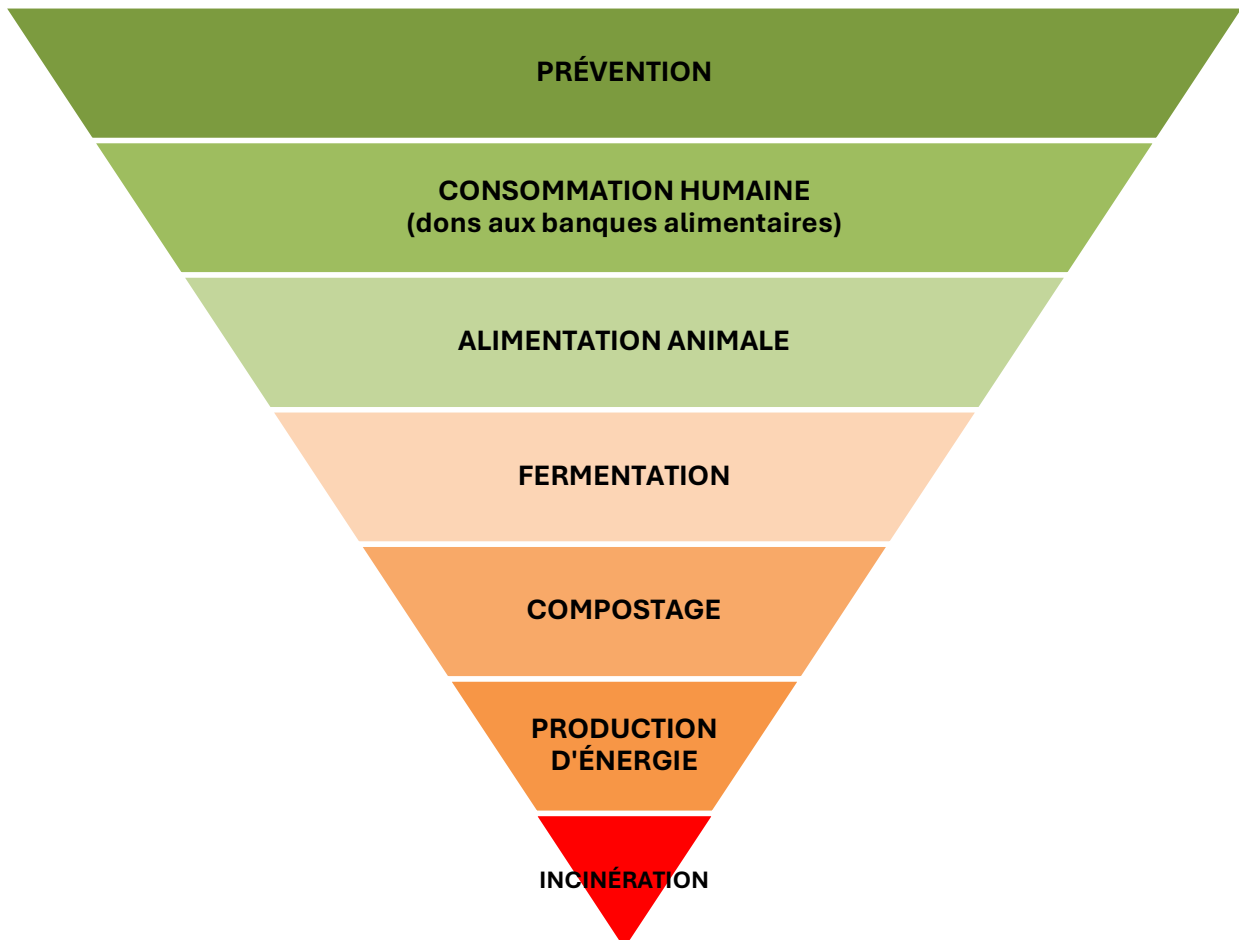 PRÉVENTION
CONSOMMATION HUMAINE
(dons aux banques alimentaires)
ALIMENTATION ANIMALE
FERMENTATION
COMPOSTAGE
PRODUCTION
D'ÉNERGIE
INCINÉRATION